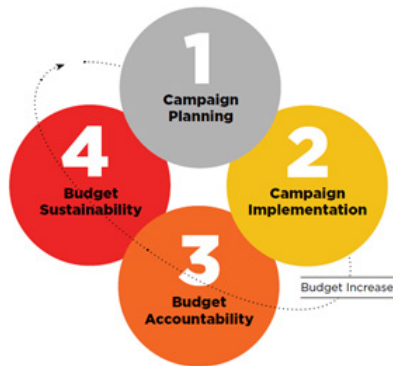 1
Campaign
Planning
2
Campaign
Implementation
Budget Increase
3
Budget
Accountability
4
Budget
Sustainability